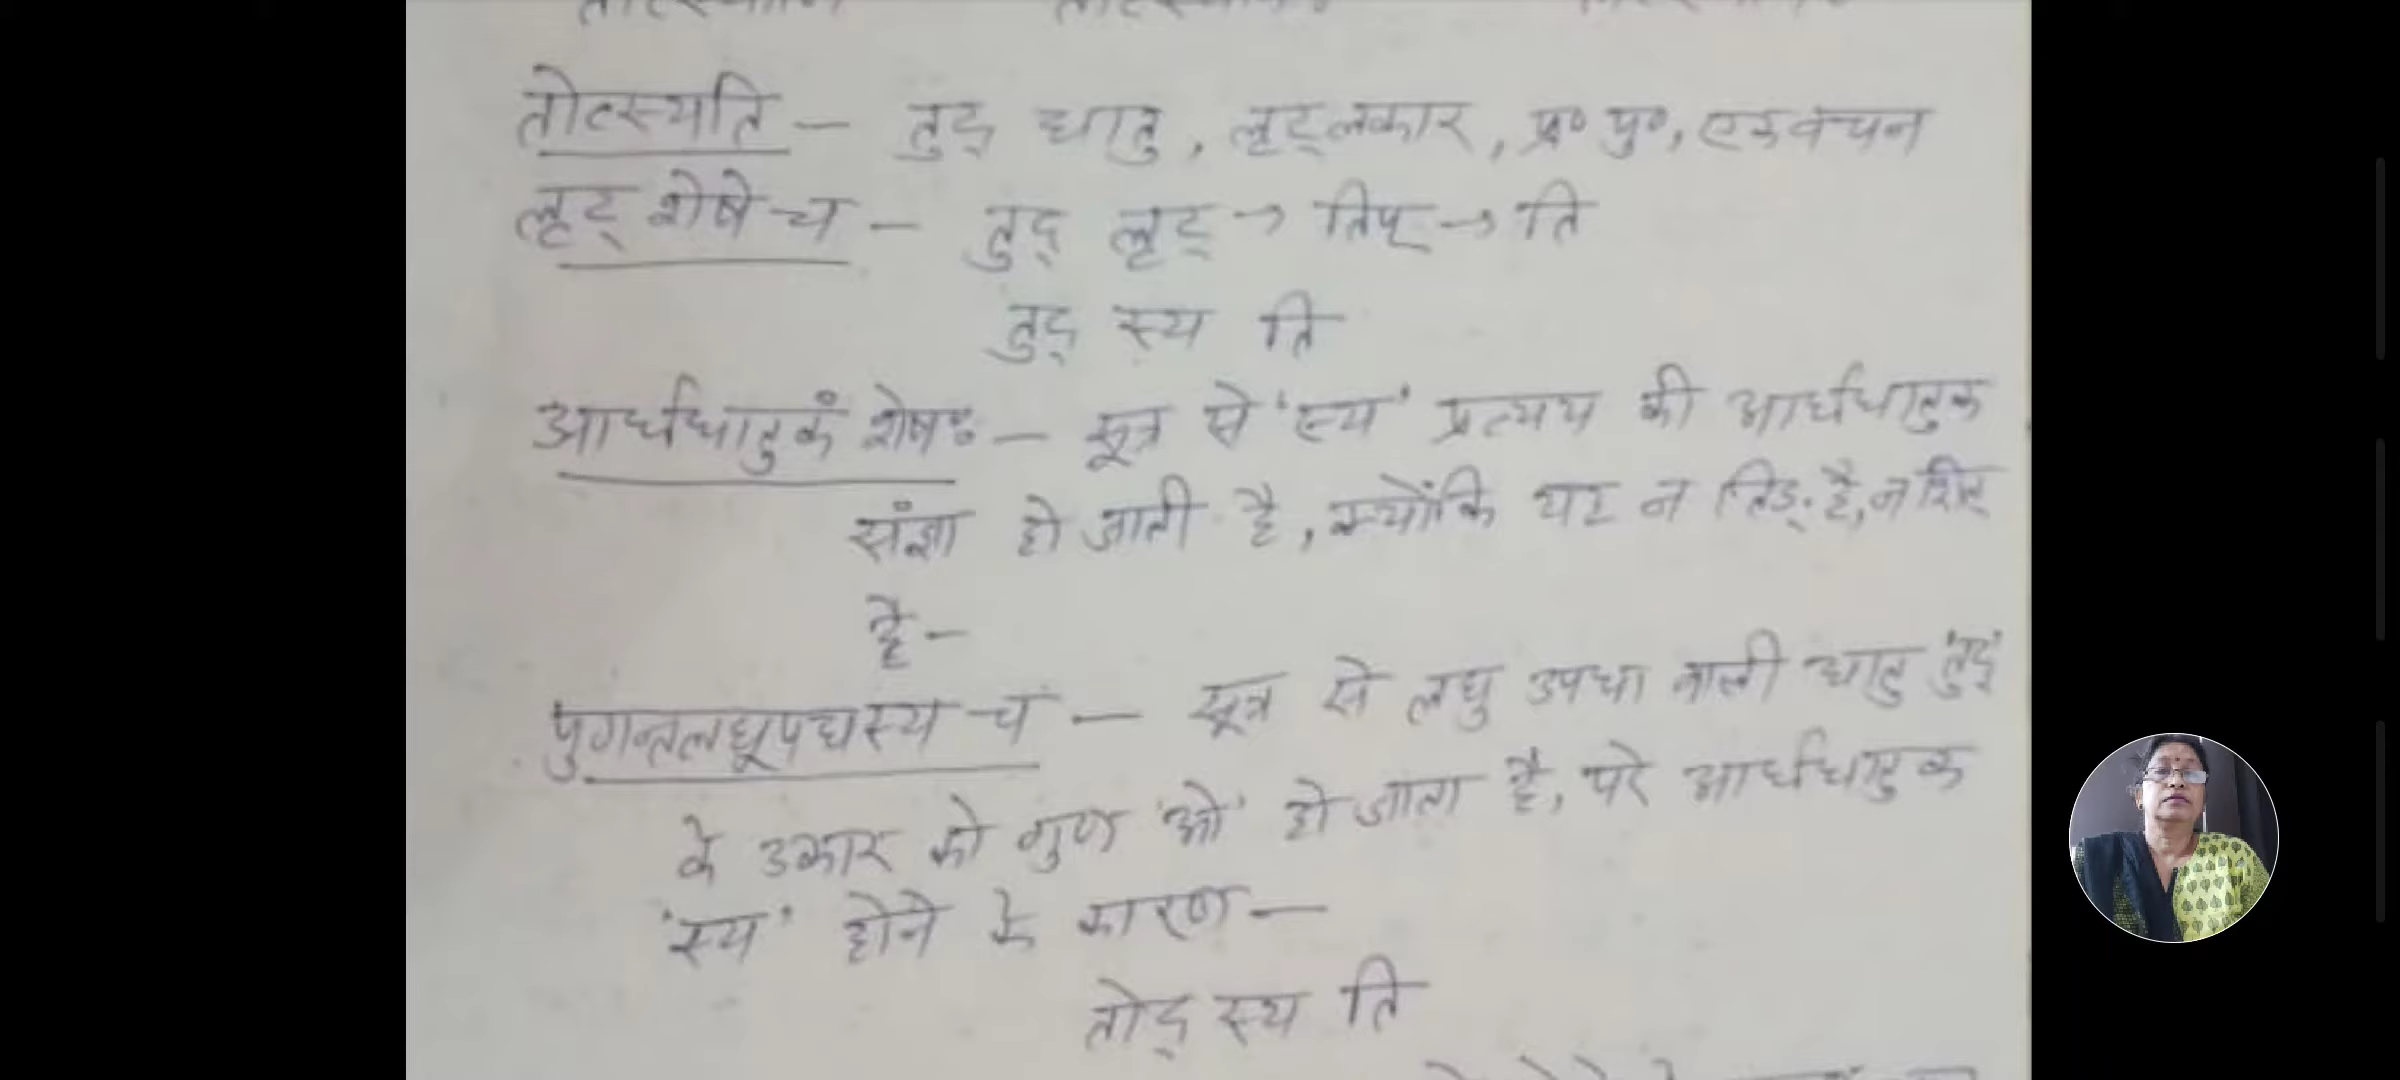 तोत्स्यति — तुद् धातु, लृट् लकार, प्र० पु०, एकवचन
लृट् शेषे च — तुद् लृट् → तिप् → ति
तुद् स्य ति
आर्धधातुकं शेषः — सूत्र से 'स्य' प्रत्यय की आर्धधातुक
संज्ञा हो जाती है, क्योंकि यह न तिङ् है, न शित्
है —
पुगन्तलघूपधस्य च — सूत्र से लघु उपधा वाली धातु 'तुद्'
के उकार को गुण 'ओ' हो जाता है, परे आर्धधातुक
'स्य' होने के कारण —
तोद् स्य ति